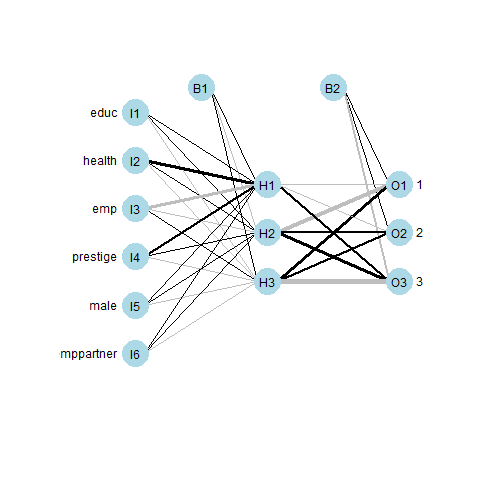 B1 B2
educ I1
health I2
H1 O1 1
emp I3
H2 O2 2
prestige I4
H3 O3 3
male I5
mppartner I6